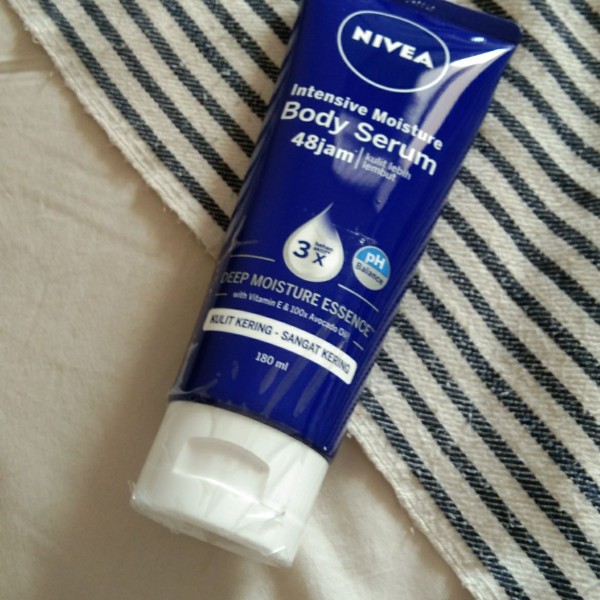 NIVEA
Intensive Moisture
Body Serum
48jam
kulit lebih
lembut
3x
pH
Balance
DEEP MOISTURE ESSENCE
with Vitamin E & 100x Avocado Oil
KULIT KERING - SANGAT KERING
180 ml